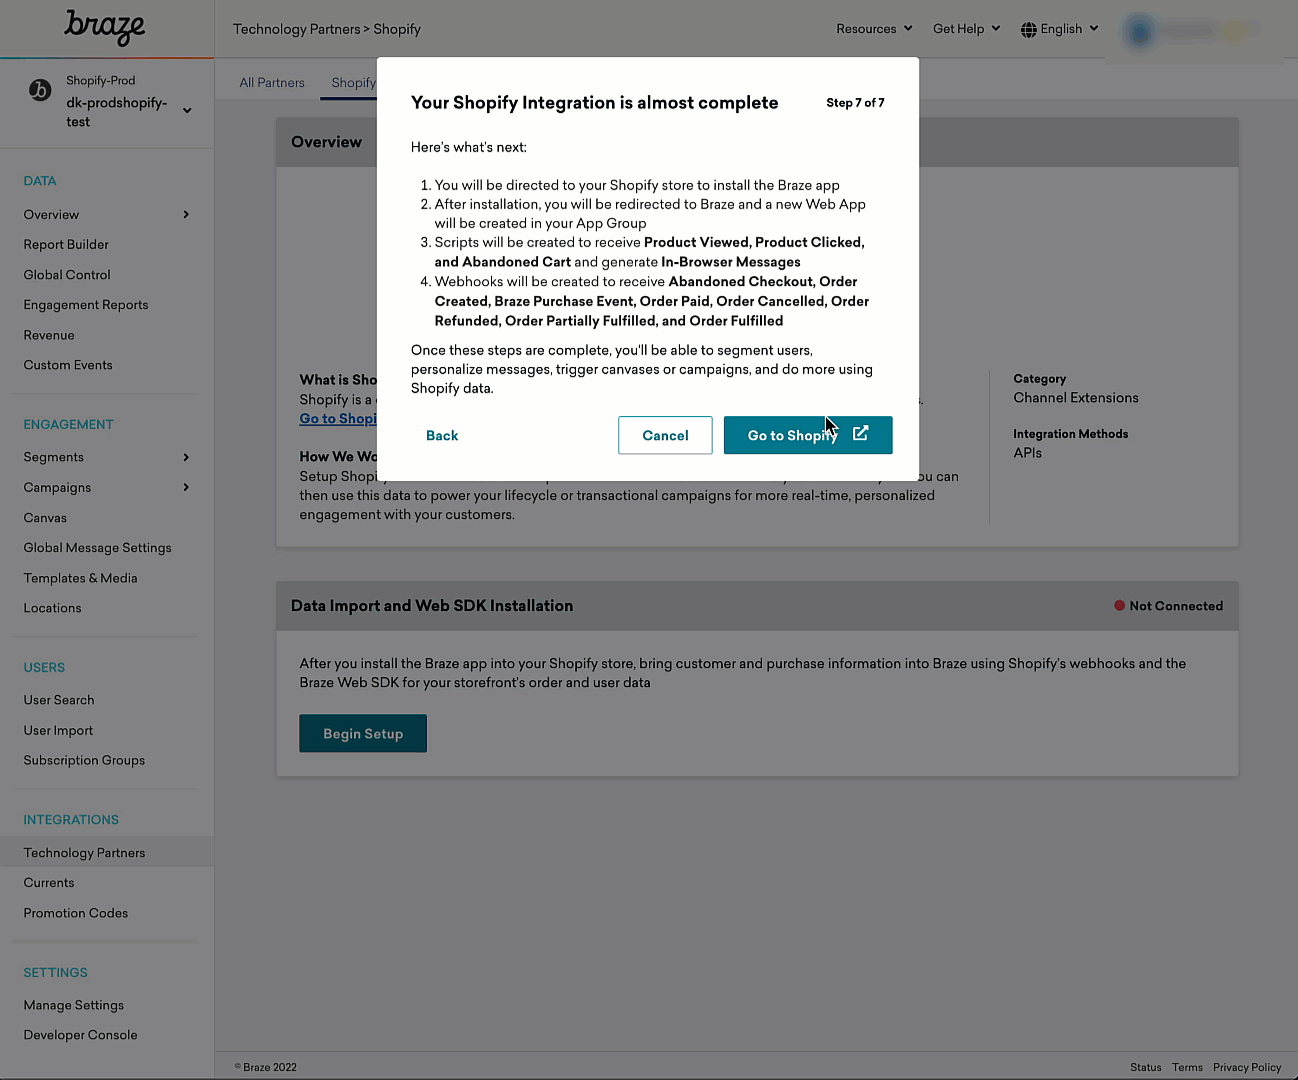 braze
Technology Partners > Shopify
Resources
Get Help
English
Shopify-Prod
dk-prodshopify-
test
All Partners
Shopify
DATA
Overview
Report Builder
Global Control
Engagement Reports
Revenue
Custom Events
ENGAGEMENT
Segments
Campaigns
Canvas
Global Message Settings
Templates & Media
Locations
USERS
User Search
User Import
Subscription Groups
INTEGRATIONS
Technology Partners
Currents
Promotion Codes
SETTINGS
Manage Settings
Developer Console
Your Shopify Integration is almost complete
Step 7 of 7
Here's what's next:
1. You will be directed to your Shopify store to install the Braze app
2. After installation, you will be redirected to Braze and a new Web App
will be created in your App Group
3. Scripts will be created to receive Product Viewed, Product Clicked,
and Abandoned Cart and generate In-Browser Messages
4. Webhooks will be created to receive Abandoned Checkout, Order
Created, Braze Purchase Event, Order Paid, Order Cancelled, Order
Refunded, Order Partially Fulfilled, and Order Fulfilled
Once these steps are complete, you'll be able to segment users,
personalize messages, trigger canvases or campaigns, and do more using
Shopify data.
Back
Cancel
Go to Shopify
Overview
What is Sho
Shopify is a
Go to Shopi
How We Wo
Setup Shopi
can
then use this data to power your lifecycle or transactional campaigns for more real-time, personalized
engagement with your customers.
Category
Channel Extensions
Integration Methods
APIs
Data Import and Web SDK Installation
Not Connected
After you install the Braze app into your Shopify store, bring customer and purchase information into Braze using Shopify's webhooks and the
Braze Web SDK for your storefront's order and user data
Begin Setup
© Braze 2022
Status
Terms
Privacy Policy